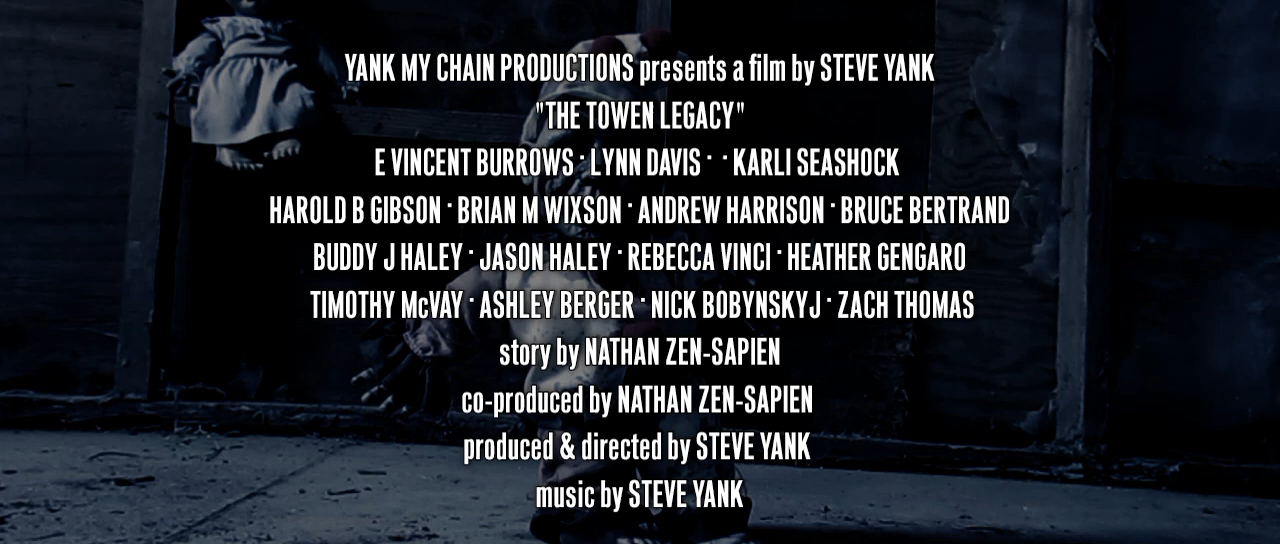 YANK MY CHAIN PRODUCTIONS presents a film by STEVE YANK
"THE TOWEN LEGACY"
E VINCENT BURROWS · LYNN DAVIS · · KARLI SEASHOCK
HAROLD B GIBSON · BRIAN M WIXSON · ANDREW HARRISON · BRUCE BERTRAND
BUDDY J HALEY · JASON HALEY · REBECCA VINCI · HEATHER GENGARO
TIMOTHY McVAY · ASHLEY BERGER · NICK BOBYNSKYJ · ZACH THOMAS
story by NATHAN ZEN-SAPIEN
co-produced by NATHAN ZEN-SAPIEN
produced & directed by STEVE YANK
music by STEVE YANK